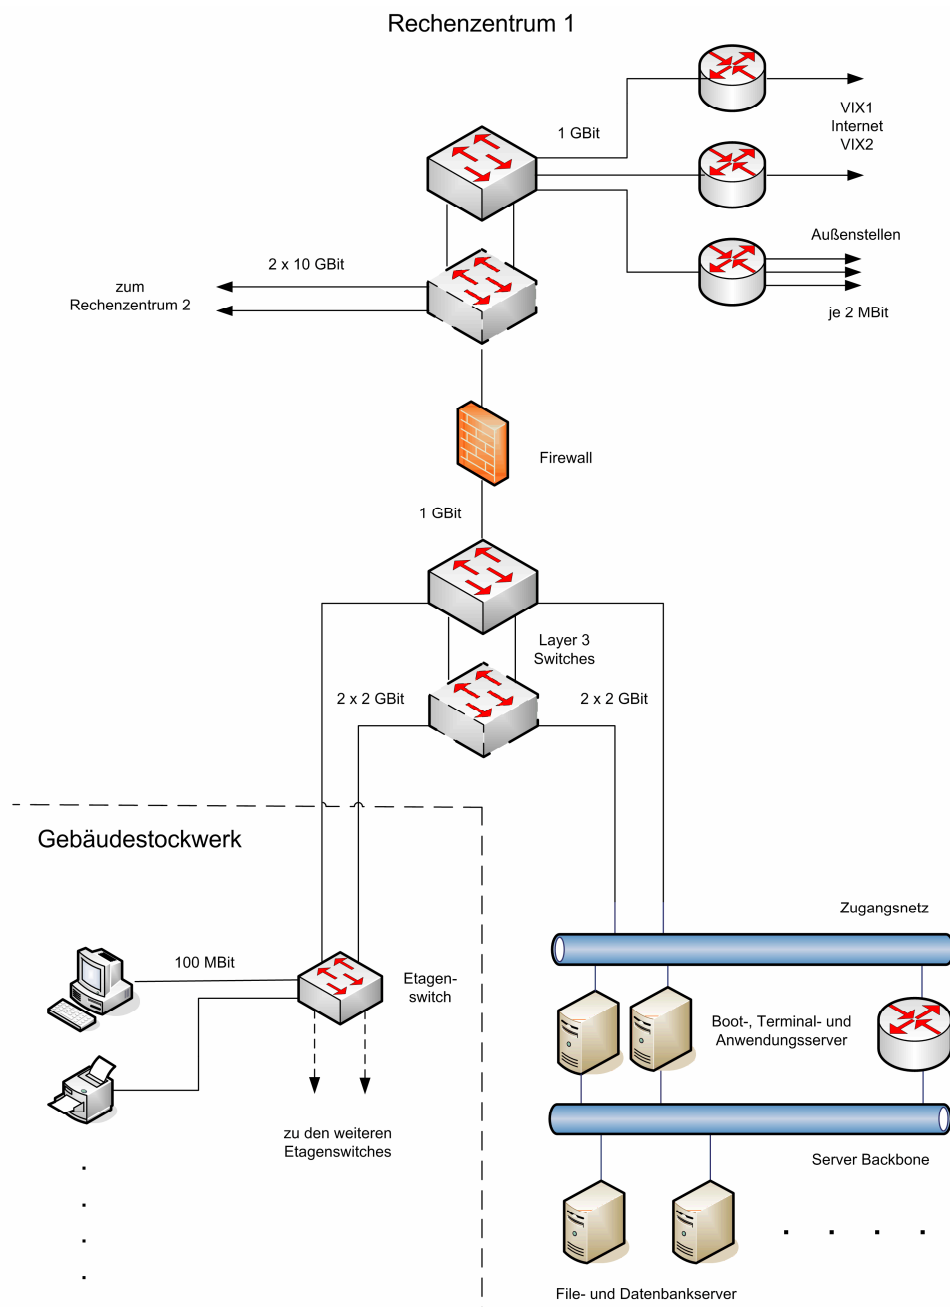 Rechenzentrum 1
1 GBit
VIX1
Internet
VIX2
Außenstellen
2 x 10 GBit
zum
Rechenzentrum 2
je 2 MBit
Firewall
1 GBit
Layer 3
Switches
2 x 2 GBit
2 x 2 GBit
Gebäudestockwerk
Zugangsnetz
100 MBit
Etagen-
switch
Boot-, Terminal- und
Anwendungsserver
zu den weiteren
Etagenswitches
Server Backbone
File- und Datenbankserver